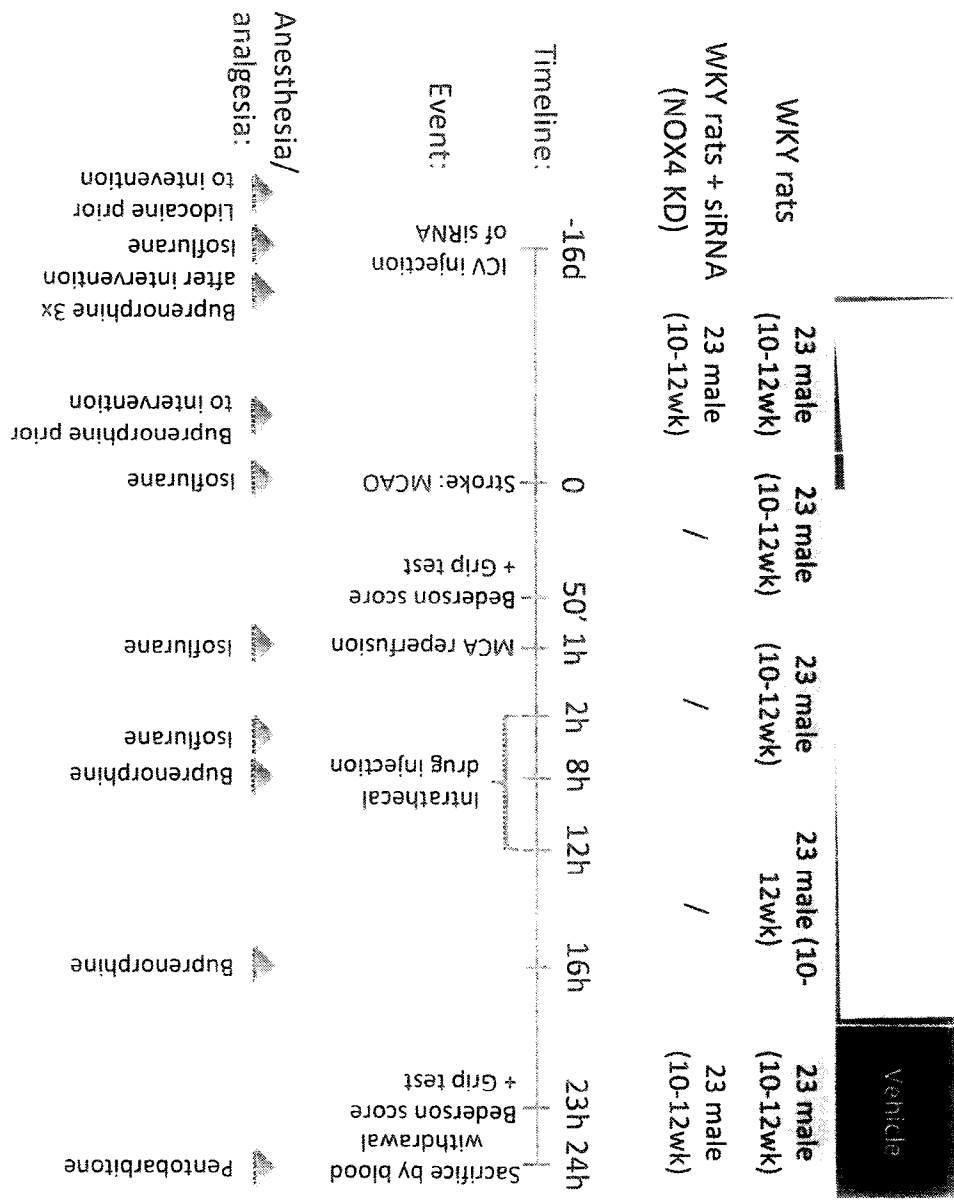 Vehicle
WKY rats
23 male
(10-12wk)
23 male
(10-12wk)
23 male
(10-12wk)
23 male (10-
12wk)
23 male
(10-12wk)
WKY rats + siRNA
(NOX4 KD)
23 male
(10-12wk)
/
/
/
23 male
(10-12wk)
Timeline:
-16d
0
50'
1h
2h
8h
12h
16h
23h
24h
Event:
ICV injection
of siRNA
Stroke: MCAO
Bederson score
+ Grip test
MCA reperfusion
Intrathecal
drug injection
Bederson score
+ Grip test
Sacrifice by blood
withdrawal
Anesthesia/
analgesia:
Lidocaine prior
to intervention
Isoflurane
Buprenorphine 3x
after intervention
Buprenorphine prior
to intervention
Isoflurane
Isoflurane
Isoflurane
Buprenorphine
Buprenorphine
Pentobarbitone